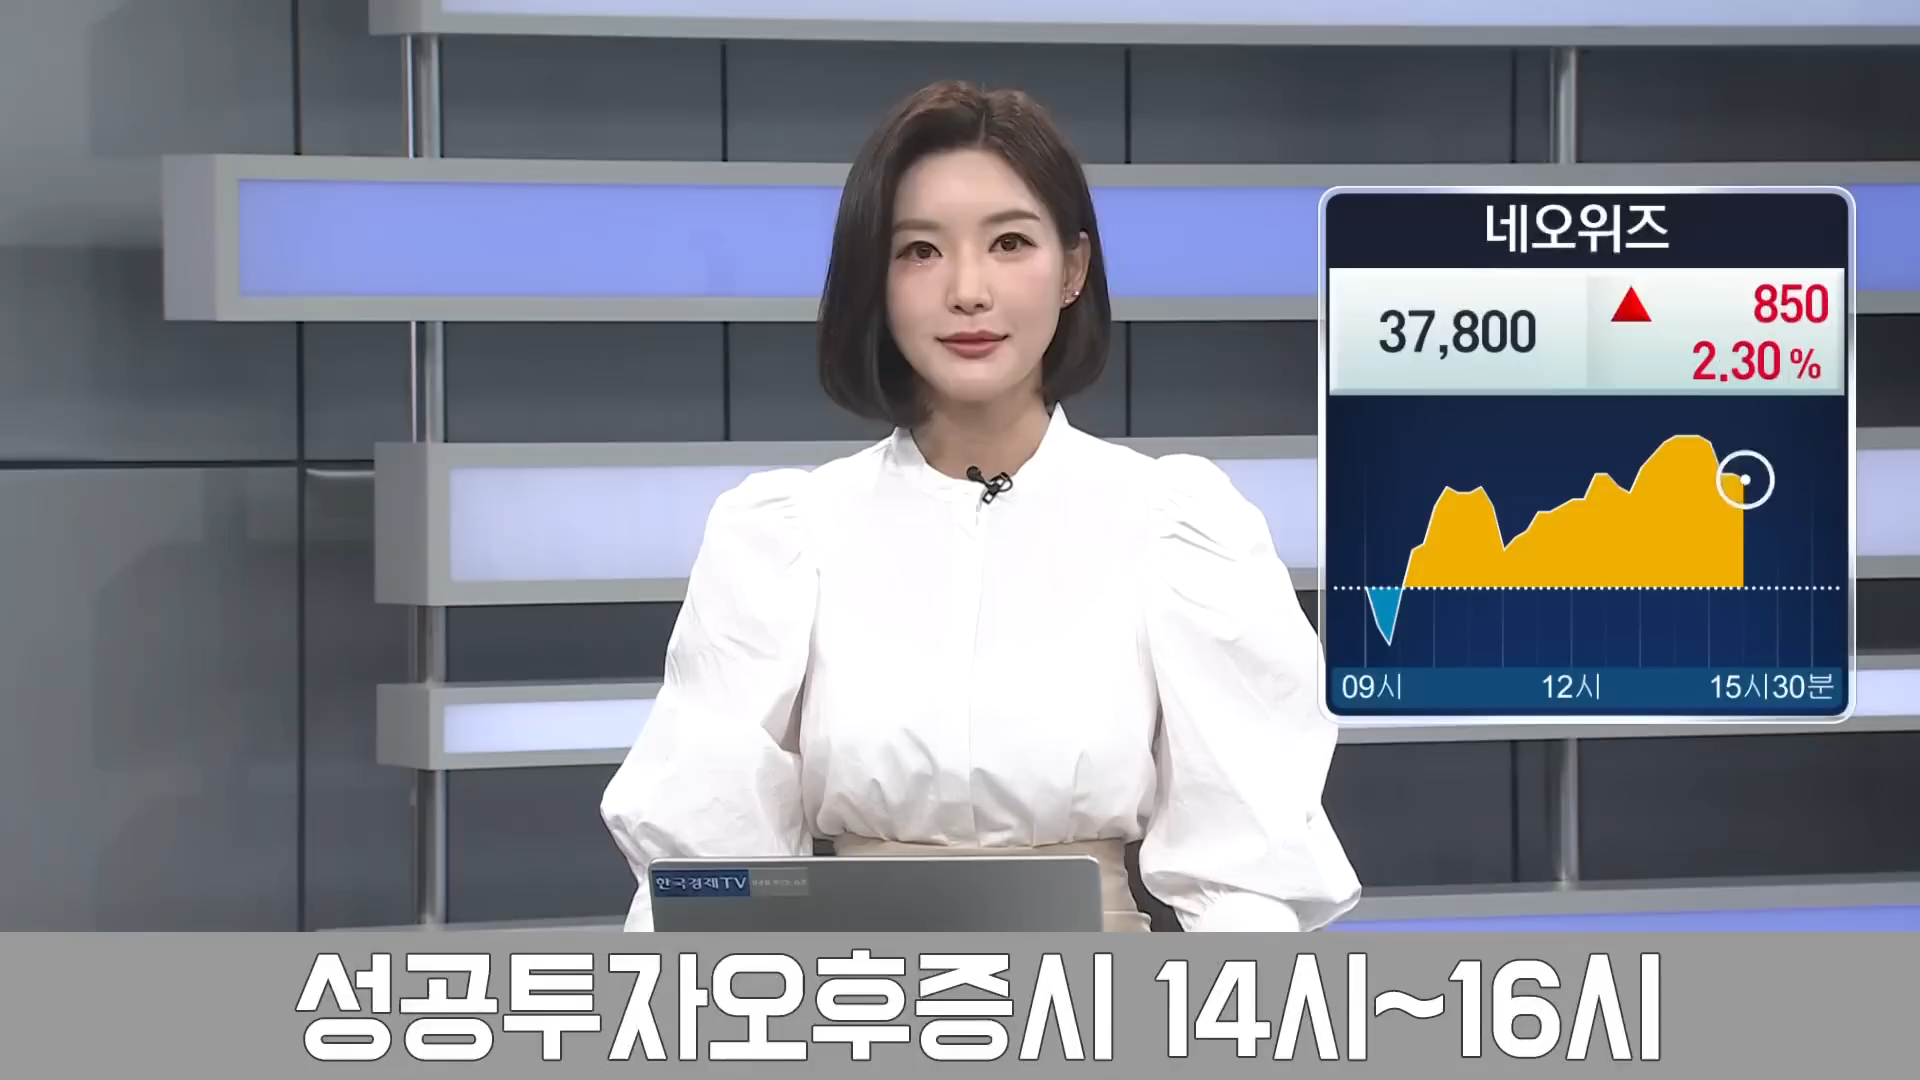 네오위즈
37,800 ▲ 850
2.30 %
09시 12시 15시30분
한국경제TV
성공투자오후증시 14시~16시